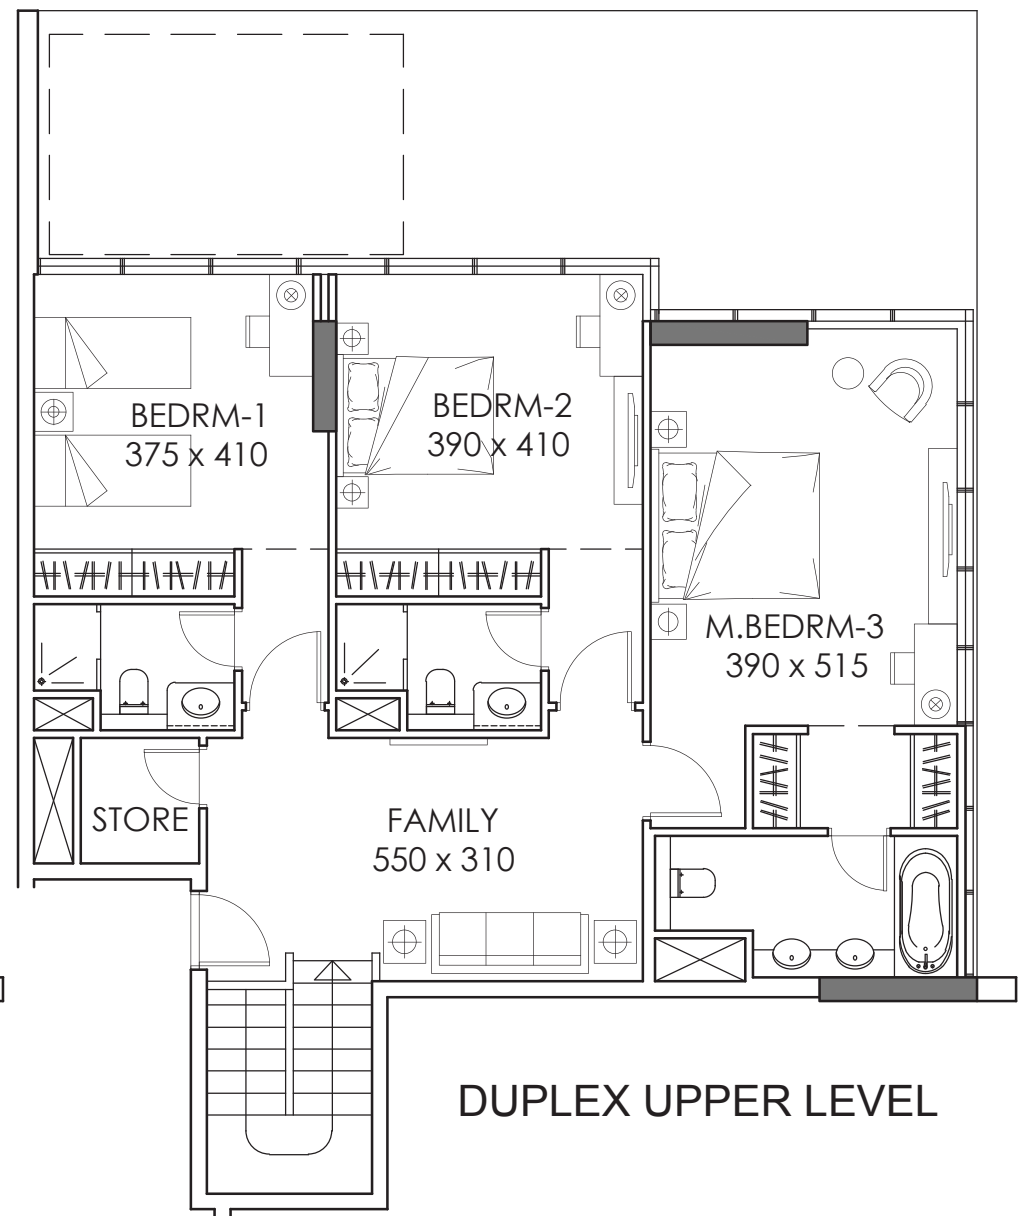 BEDRM-1
375 x 410
BEDRM-2
390 x 410
M.BEDRM-3
390 x 515
STORE
FAMILY
550 x 310
DUPLEX UPPER LEVEL